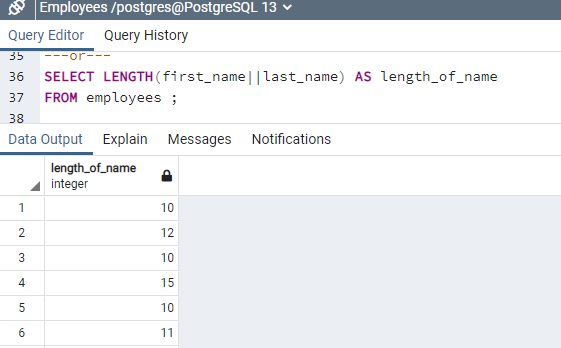 Employees /postgres@PostgreSQL 13
Query Editor Query History
35 ---or---
36 SELECT LENGTH(first_name||last_name) AS length_of_name
37 FROM employees ;
38
Data Output Explain Messages Notifications
length_of_name
integer
1 10
2 12
3 10
4 15
5 10
6 11